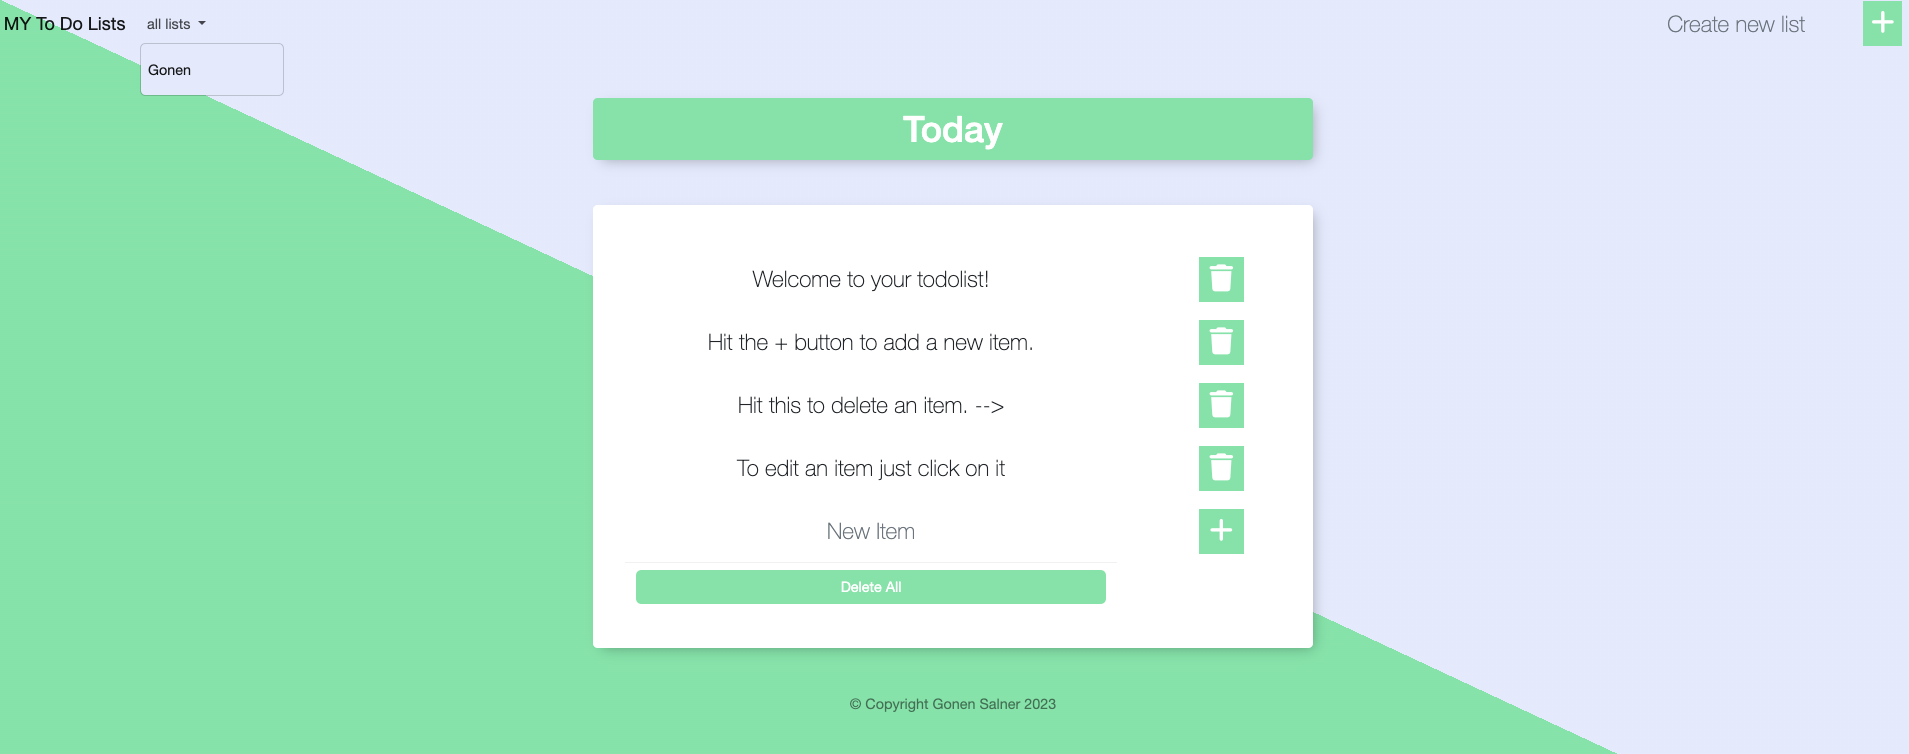 MY To Do Lists all lists Create new list
Gonen
Today
Welcome to your todolist!
Hit the + button to add a new item.
Hit this to delete an item. -->
To edit an item just click on it
New Item
Delete All
© Copyright Gonen Salner 2023